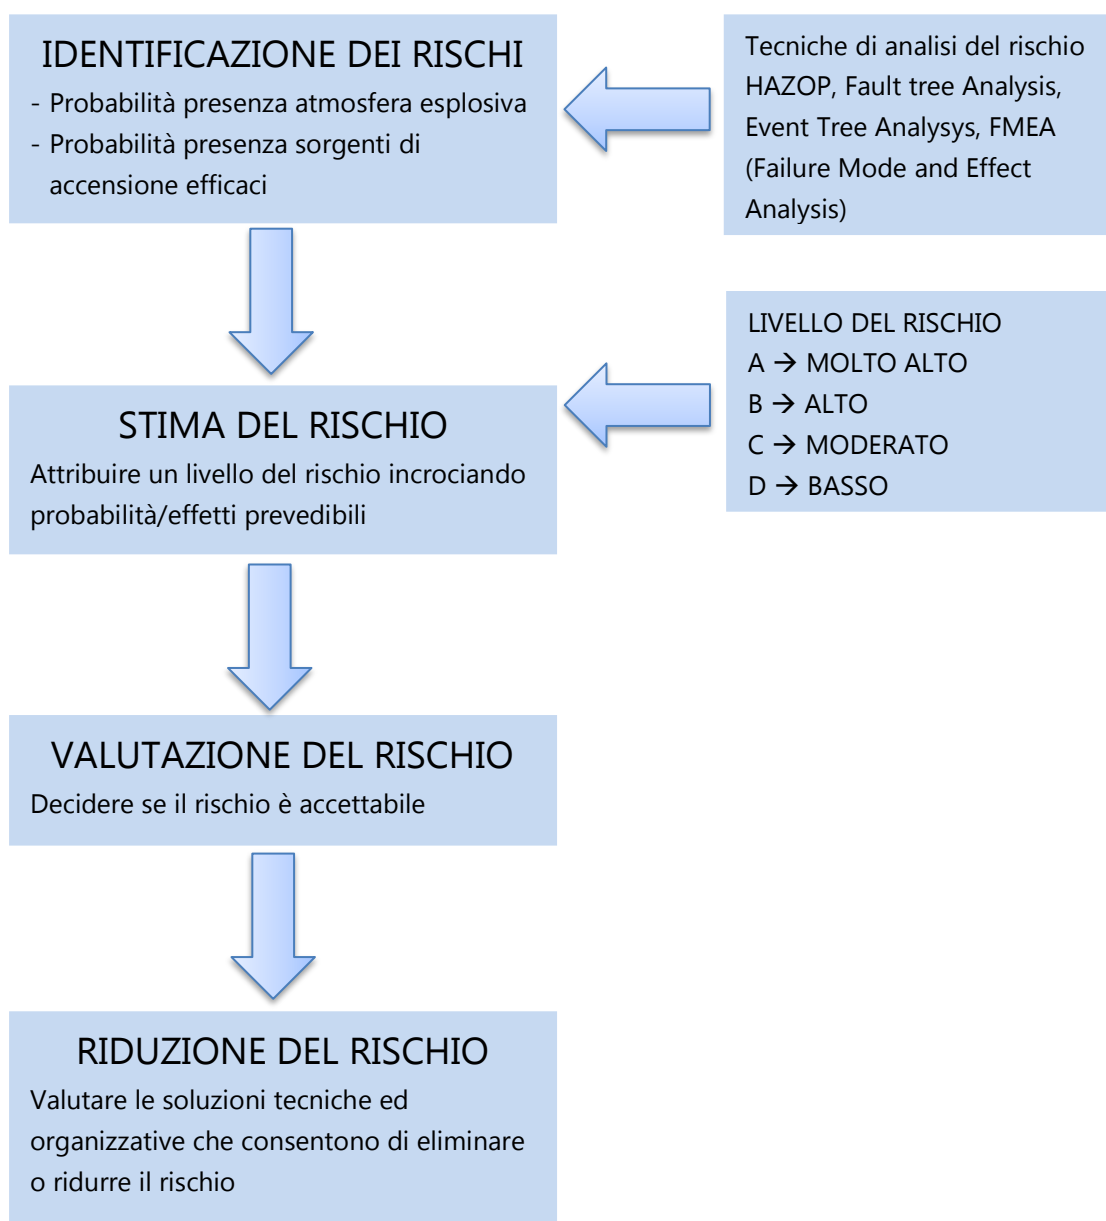 IDENTIFICAZIONE DEI RISCHI
- Probabilità presenza atmosfera esplosiva
- Probabilità presenza sorgenti di
accensione efficaci
Tecniche di analisi del rischio
HAZOP, Fault tree Analysis,
Event Tree Analysys, FMEA
(Failure Mode and Effect
Analysis)
LIVELLO DEL RISCHIO
A → MOLTO ALTO
B → ALTO
C → MODERATO
D → BASSO
STIMA DEL RISCHIO
Attribuire un livello del rischio incrociando
probabilità/effetti prevedibili
VALUTAZIONE DEL RISCHIO
Decidere se il rischio è accettabile
RIDUZIONE DEL RISCHIO
Valutare le soluzioni tecniche ed
organizzative che consentono di eliminare
o ridurre il rischio